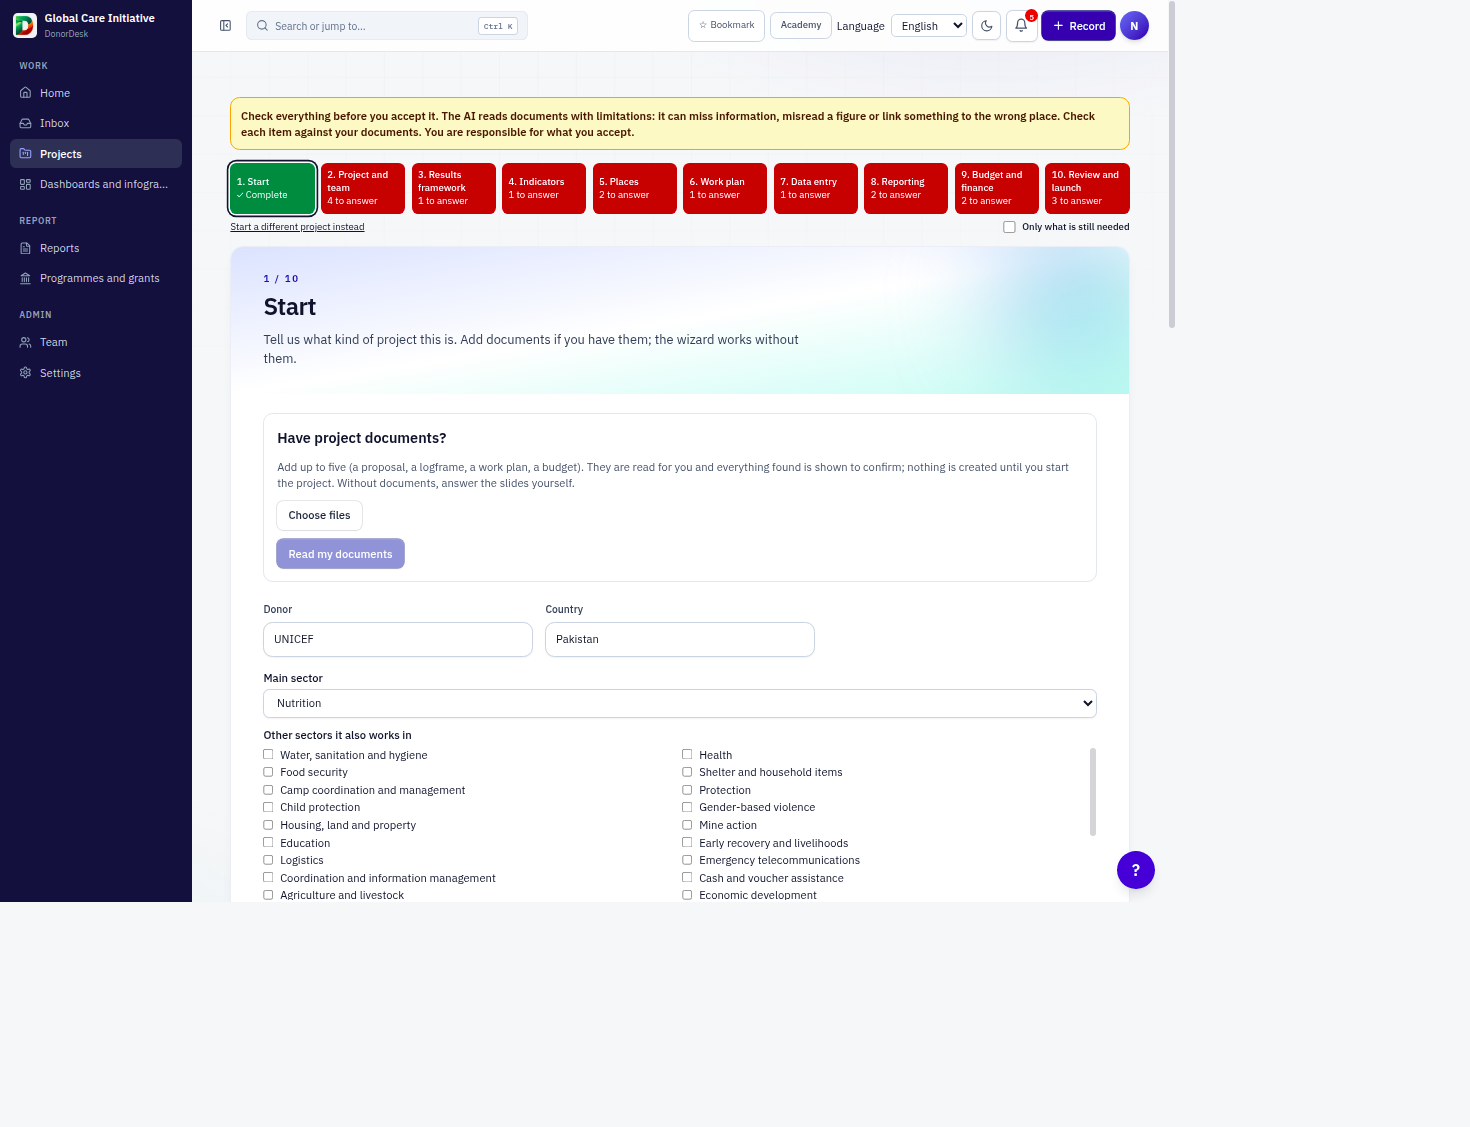 Global Care Initiative
DonorDesk
WORK
Home
Inbox
Projects
Dashboards and infogra...
REPORT
Reports
Programmes and grants
ADMIN
Team
Settings
Search or jump to...
Ctrl K
☆ Bookmark
Academy
Language
English
5
+ Record
N
Check everything before you accept it. The AI reads documents with limitations: it can miss information, misread a figure or link something to the wrong place. Check
each item against your documents. You are responsible for what you accept.
1. Start
✓ Complete
2. Project and
team
4 to answer
3. Results
framework
1 to answer
4. Indicators
1 to answer
5. Places
2 to answer
6. Work plan
1 to answer
7. Data entry
1 to answer
8. Reporting
2 to answer
9. Budget and
finance
2 to answer
10. Review and
launch
3 to answer
Start a different project instead
Only what is still needed
1 / 10
Start
Tell us what kind of project this is. Add documents if you have them; the wizard works without
them.
Have project documents?
Add up to five (a proposal, a logframe, a work plan, a budget). They are read for you and everything found is shown to confirm; nothing is created until you start
the project. Without documents, answer the slides yourself.
Choose files
Read my documents
Donor
Country
UNICEF
Pakistan
Main sector
Nutrition
Other sectors it also works in
Water, sanitation and hygiene
Health
Food security
Shelter and household items
Camp coordination and management
Protection
Child protection
Gender-based violence
Housing, land and property
Mine action
Education
Early recovery and livelihoods
Logistics
Emergency telecommunications
Coordination and information management
Cash and voucher assistance
Agriculture and livestock
Economic development
?